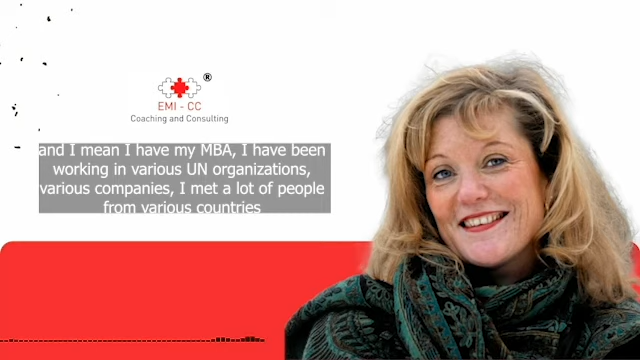 ®
EMI - CC
Coaching and Consulting
and I mean I have my MBA, I have been
working in various UN organizations,
various companies, I met a lot of people
from various countries